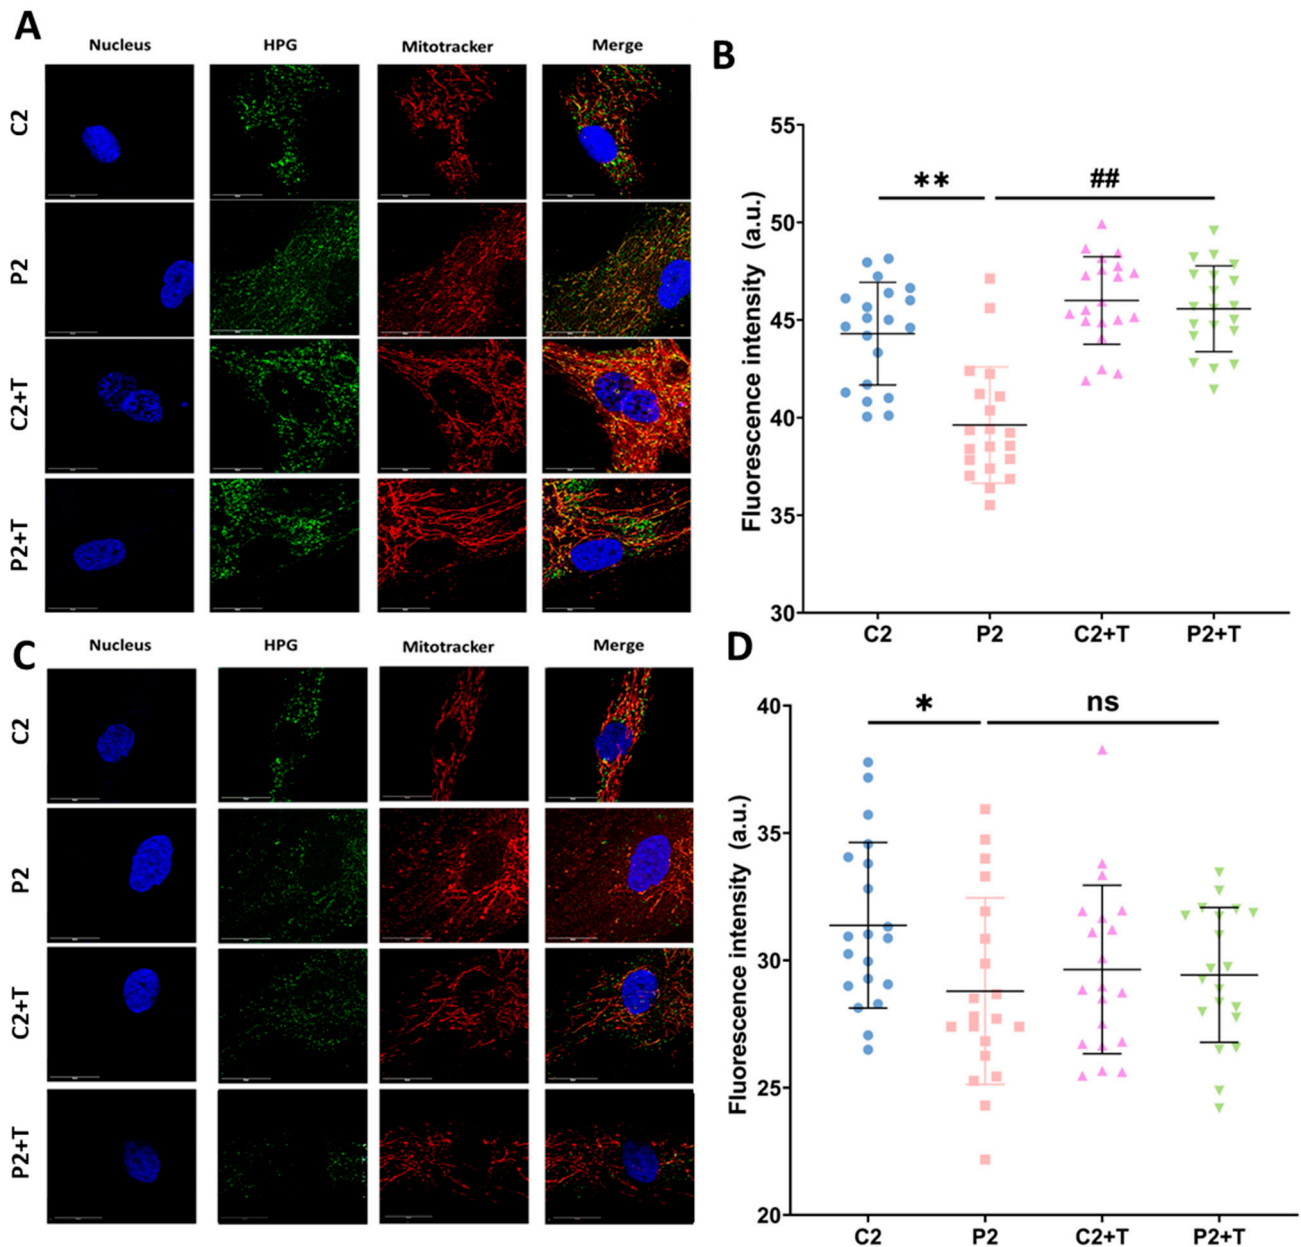 A
Nucleus HPG Mitotracker Merge
C2
P2
C2+T
P2+T
B
Fluorescence intensity (a.u.)
55
50
45
40
35
30
** ##
C2 P2 C2+T P2+T
C
Nucleus HPG Mitotracker Merge
C2
P2
C2+T
P2+T
D
Fluorescence intensity (a.u.)
40
35
30
25
20
* ns
C2 P2 C2+T P2+T